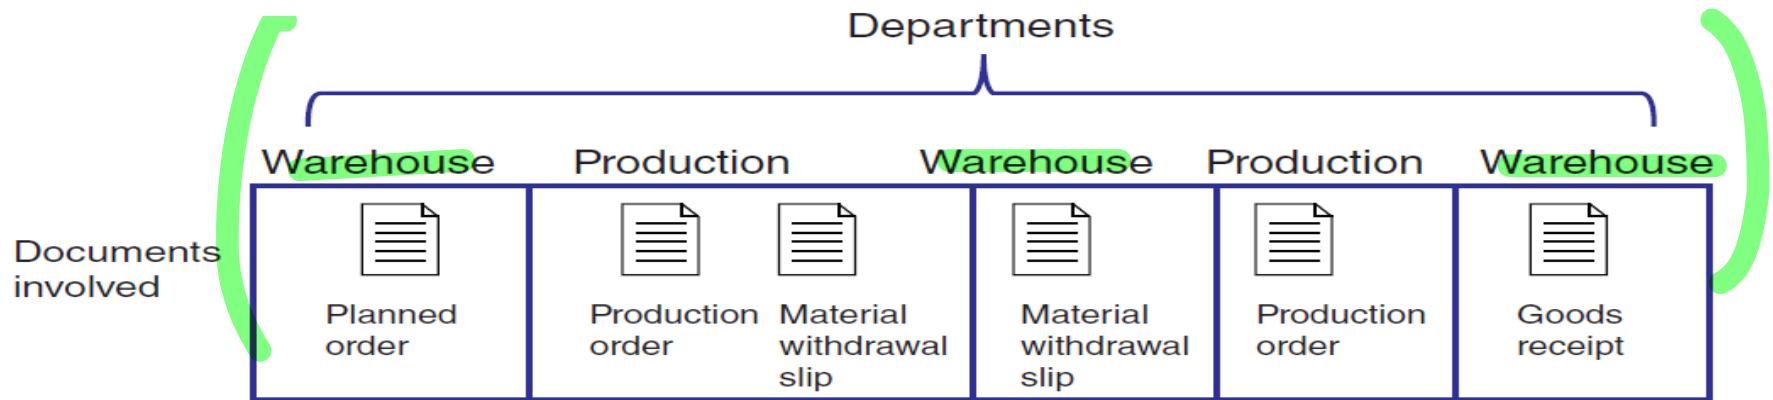 Departments
Warehouse Production Warehouse Production Warehouse
Documents
involved
Planned
order
Production
order
Material
withdrawal
slip
Material
withdrawal
slip
Production
order
Goods
receipt